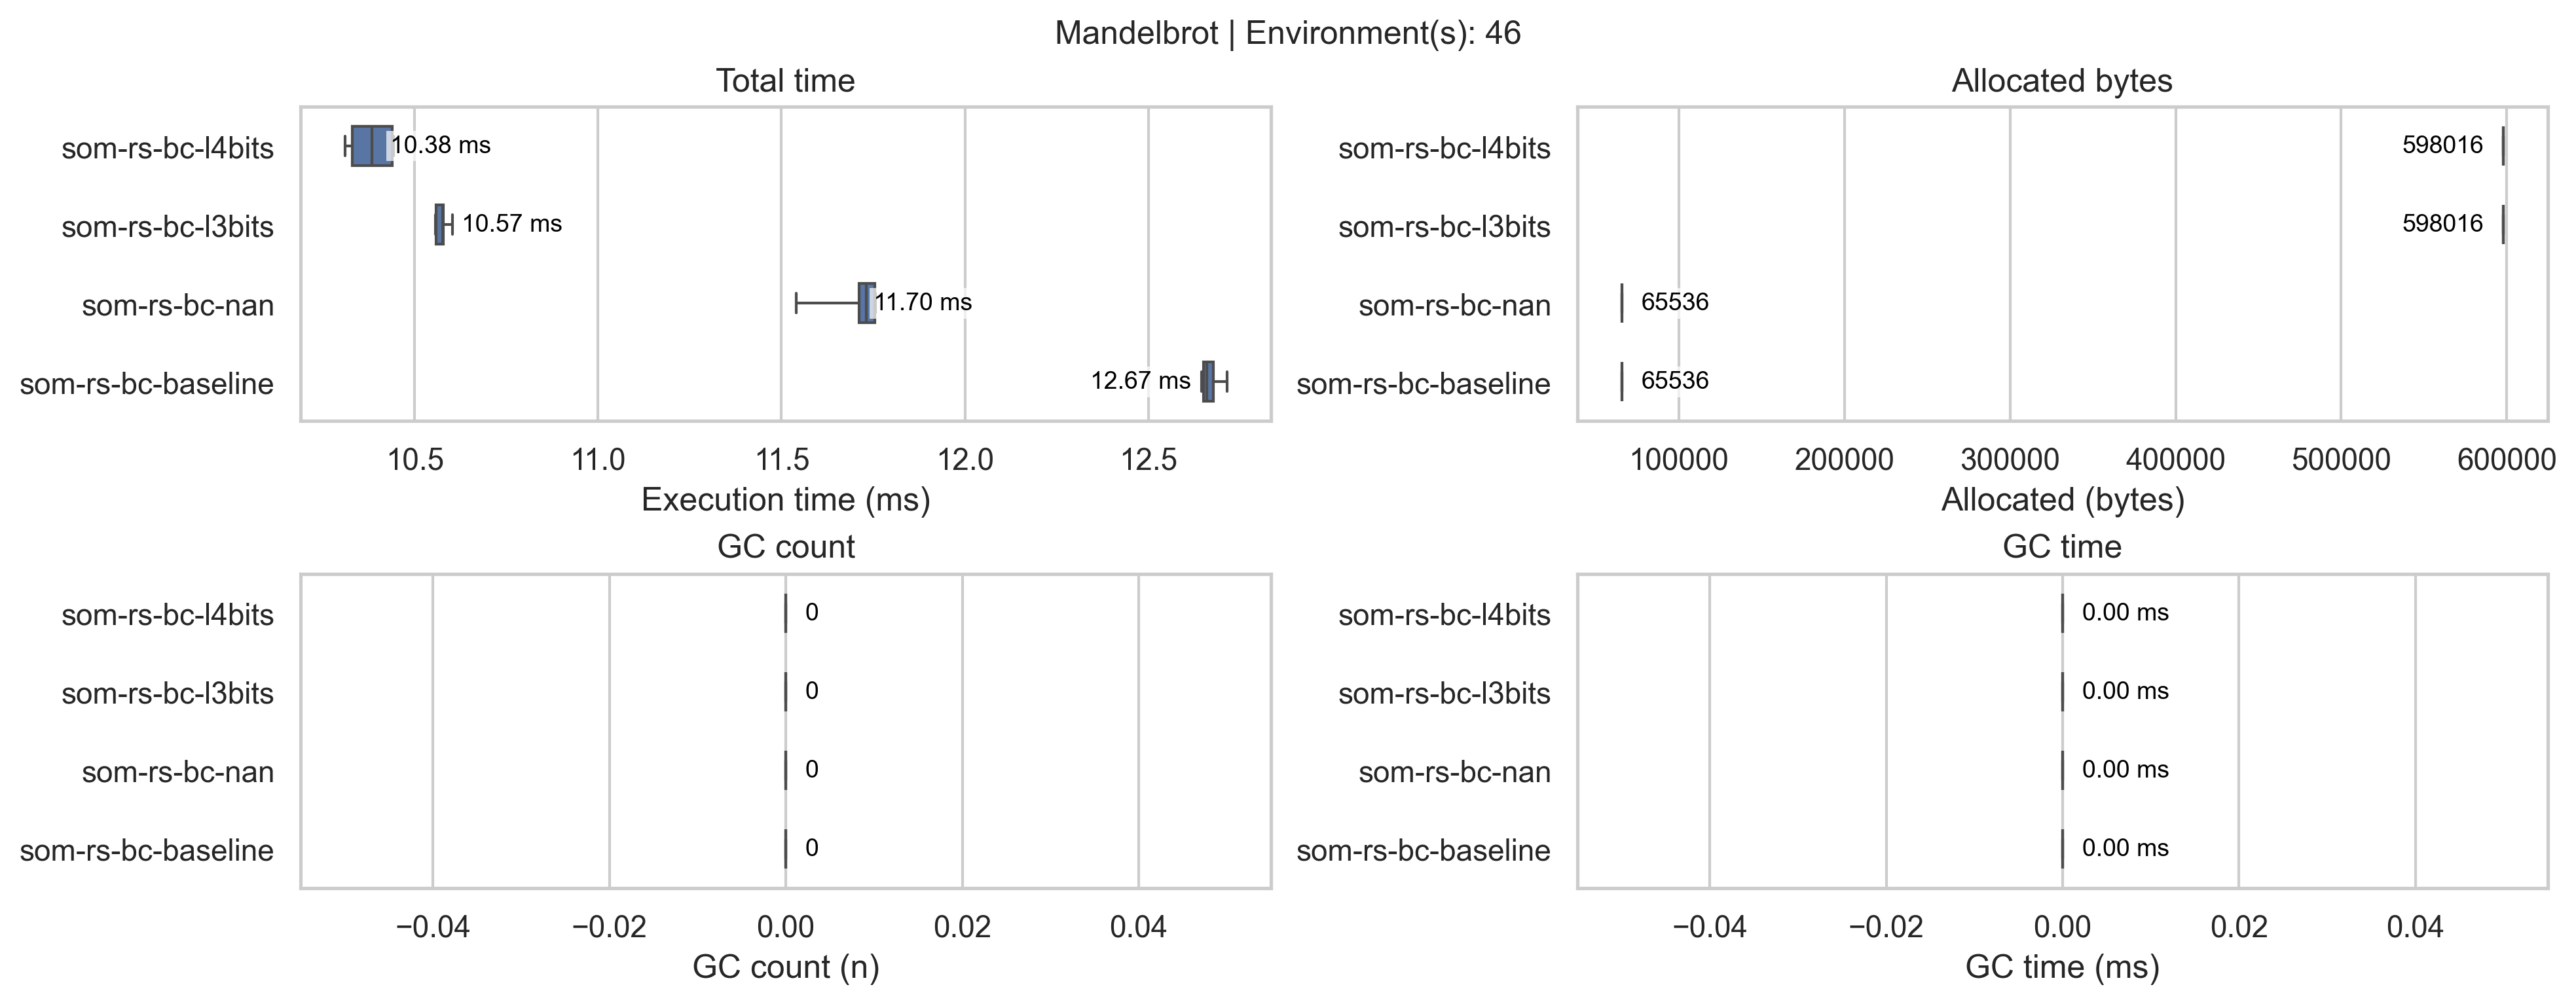 Mandelbrot | Environment(s): 46
Total time
som-rs-bc-l4bits
10.38 ms
som-rs-bc-l3bits
10.57 ms
som-rs-bc-nan
11.70 ms
som-rs-bc-baseline
12.67 ms
10.5 11.0 11.5 12.0 12.5
Execution time (ms)
Allocated bytes
som-rs-bc-l4bits
598016
som-rs-bc-l3bits
598016
som-rs-bc-nan
65536
som-rs-bc-baseline
65536
100000 200000 300000 400000 500000 600000
Allocated (bytes)
GC count
som-rs-bc-l4bits
0
som-rs-bc-l3bits
0
som-rs-bc-nan
0
som-rs-bc-baseline
0
−0.04 −0.02 0.00 0.02 0.04
GC count (n)
GC time
som-rs-bc-l4bits
0.00 ms
som-rs-bc-l3bits
0.00 ms
som-rs-bc-nan
0.00 ms
som-rs-bc-baseline
0.00 ms
−0.04 −0.02 0.00 0.02 0.04
GC time (ms)